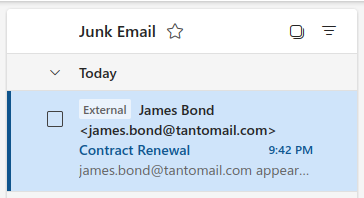 Junk Email
Today
External James Bond
<james.bond@tantomail.com>
Contract Renewal 9:42 PM
james.bond@tantomail.com appear...